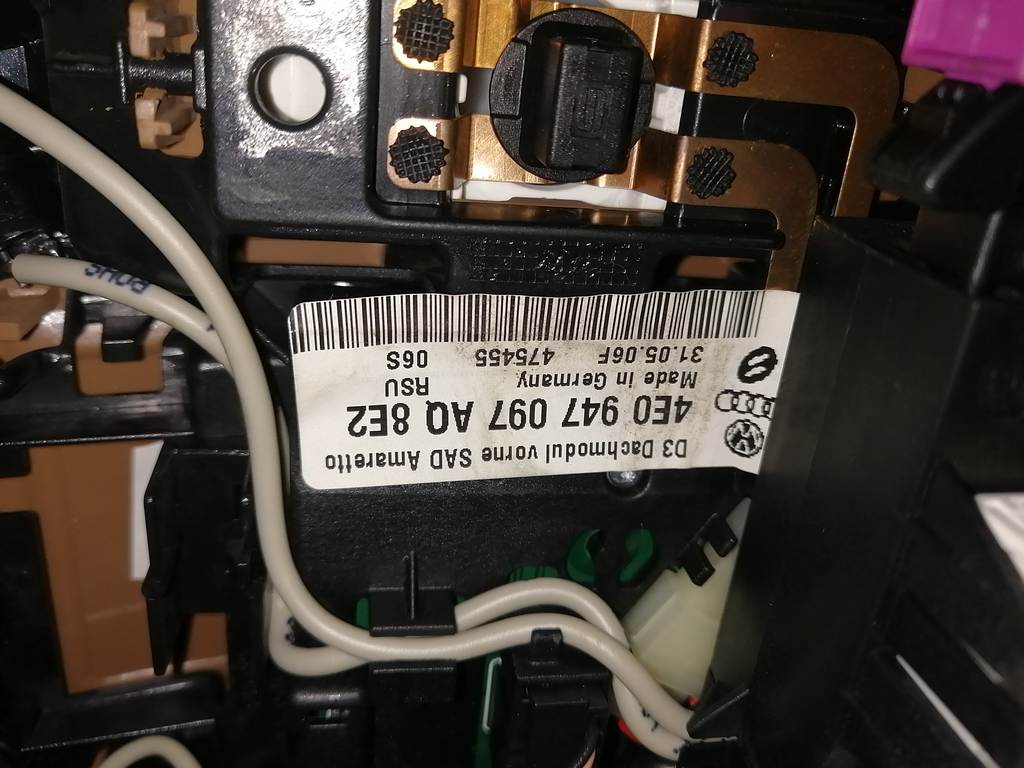 D3 Dachmodul vorne SAD Amaretto
4E0 947 097 AQ 8E2
Made in Germany RSU
31.05.06F 475455 06S